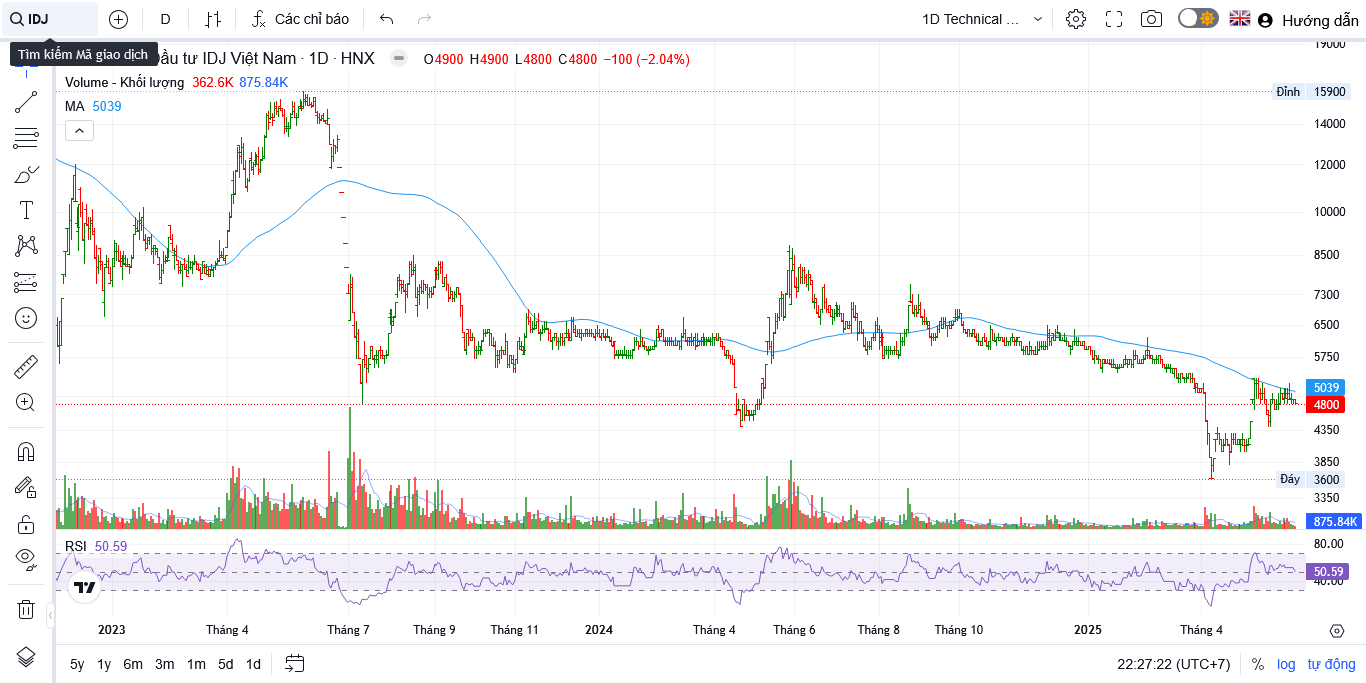 IDJ D Các chỉ báo 1D Technical ... Hướng dẫn
Tìm kiếm Mã giao dịch
Đầu tư IDJ Việt Nam · 1D · HNX O4900 H4900 L4800 C4800 −100 (−2.04%)
Volume - Khối lượng 362.6K 875.84K
MA 5039
19000
Đỉnh 15900
14000
12000
10000
8500
7300
6500
5750
5039
4800
4350
3850
Đáy 3600
3350
875.84K
RSI 50.59
80.00
50.59
40.00
2023 Tháng 4 Tháng 7 Tháng 9 Tháng 11 2024 Tháng 4 Tháng 6 Tháng 8 Tháng 10 2025 Tháng 4
5y 1y 6m 3m 1m 5d 1d 22:27:22 (UTC+7) % log tự động